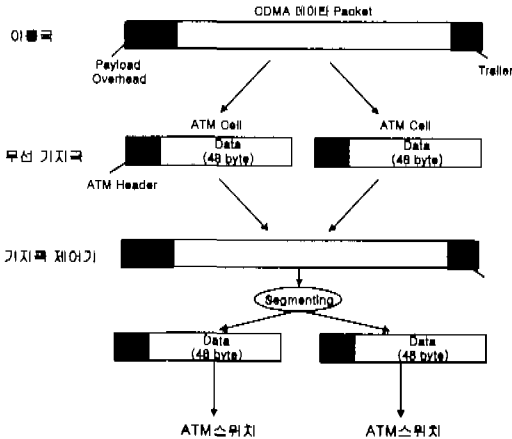 CDMA 데이타 Packet
이동국
Payload
Overhead
Trailer
ATM Cell
ATM Cell
무선 기지국
Data
(48 byte)
Data
(48 byte)
ATM Header
기지국 제어기
Segmenting
Data
(48 byte)
Data
(48 byte)
ATM스위치
ATM스위치